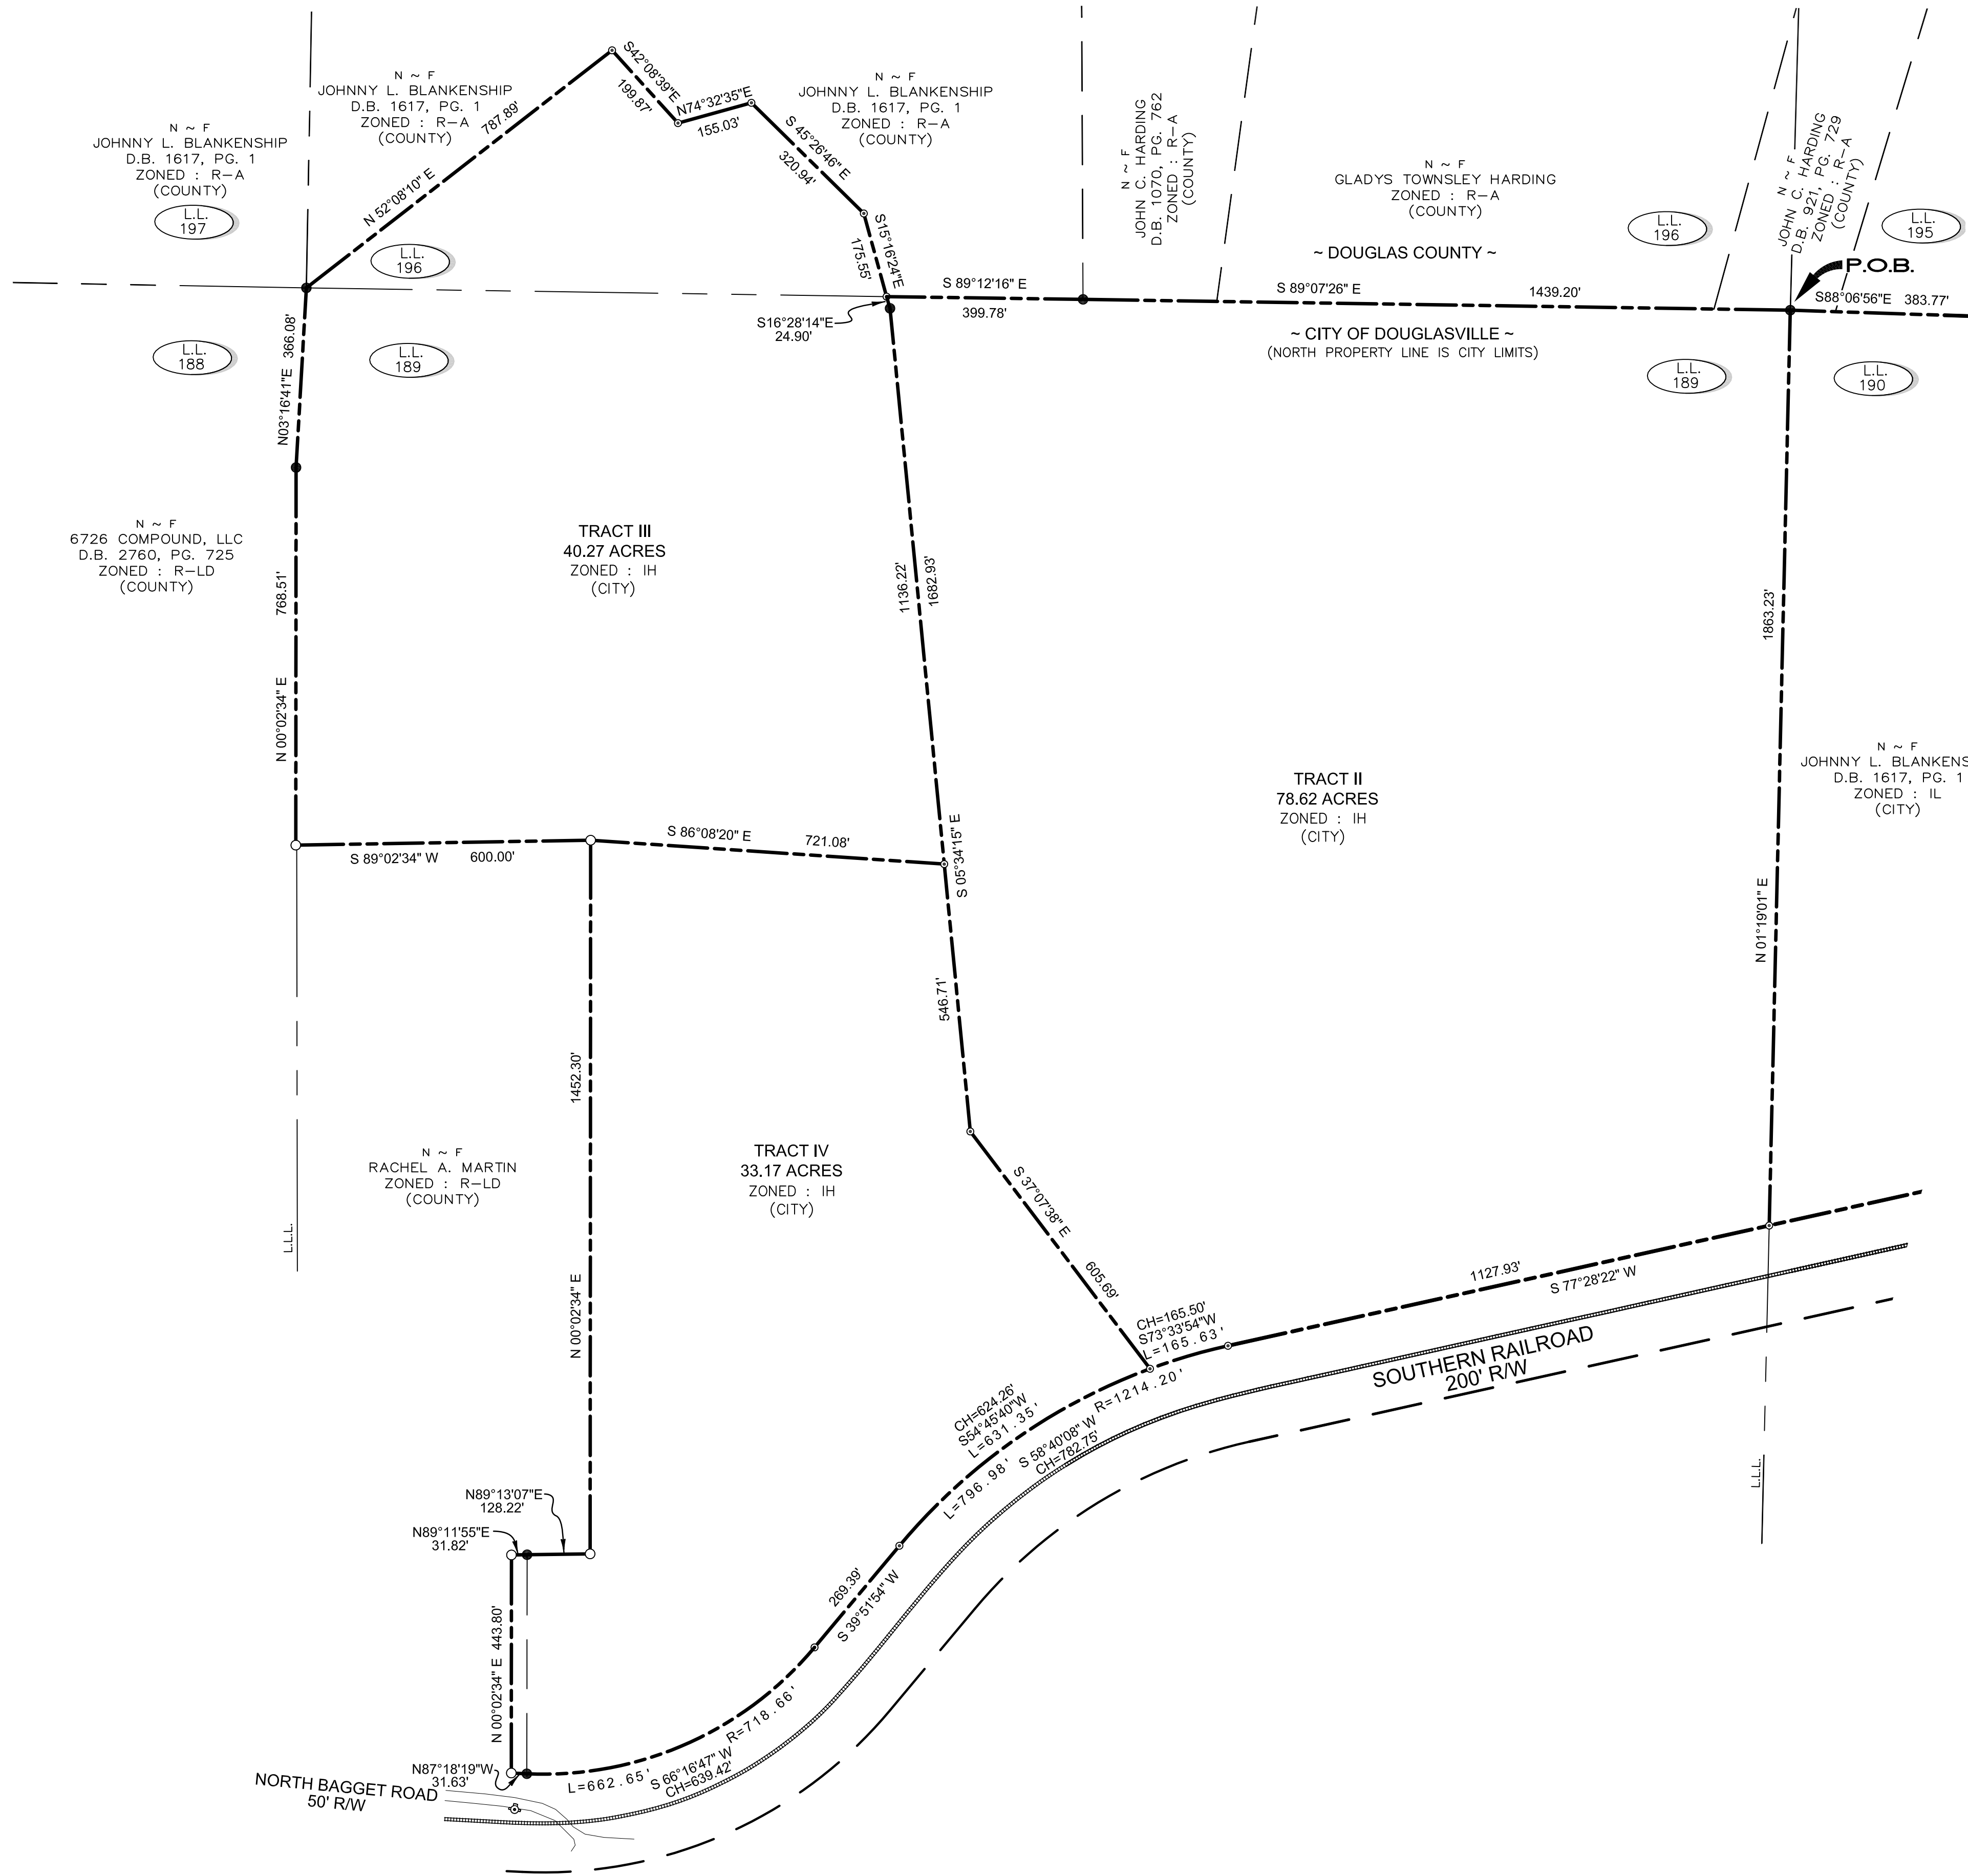 N ~ F
JOHNNY L. BLANKENSHIP
D.B. 1617, PG. 1
ZONED : R-A
(COUNTY)
L.L.
197
N ~ F
JOHNNY L. BLANKENSHIP
D.B. 1617, PG. 1
ZONED : R-A
(COUNTY)
N 52°08'10" E
787.89'
S42°08'39"E
199.87'
N74°32'35"E
155.03'
N ~ F
JOHNNY L. BLANKENSHIP
D.B. 1617, PG. 1
ZONED : R-A
(COUNTY)
S 45°26'46" E
320.94'
S15°16'24"E
175.55'
L.L.
196
N ~ F
JOHN C. HARDING
D.B. 1070, PG. 762
ZONED : R-A
(COUNTY)
N ~ F
GLADYS TOWNSLEY HARDING
ZONED : R-A
(COUNTY)
L.L.
196
N ~ F
JOHN C. HARDING
D.B. 921, PG. 729
ZONED : R-A
(COUNTY)
L.L.
195
~ DOUGLAS COUNTY ~
P.O.B.
S 89°12'16" E
399.78'
S 89°07'26" E
1439.20'
S88°06'56"E 383.77'
S16°28'14"E
24.90'
~ CITY OF DOUGLASVILLE ~
(NORTH PROPERTY LINE IS CITY LIMITS)
L.L.
188
L.L.
189
L.L.
189
L.L.
190
N03°16'41"E 366.08'
N ~ F
6726 COMPOUND, LLC
D.B. 2760, PG. 725
ZONED : R-LD
(COUNTY)
768.51'
N 00°02'34" E
TRACT III
40.27 ACRES
ZONED : IH
(CITY)
1136.22'
1682.93'
S 05°34'15" E
546.71'
1863.23'
N 01°19'01" E
TRACT II
78.62 ACRES
ZONED : IH
(CITY)
N ~ F
JOHNNY L. BLANKENS
D.B. 1617, PG. 1
ZONED : IL
(CITY)
S 89°02'34" W 600.00'
S 86°08'20" E 721.08'
1452.30'
N 00°02'34" E
N ~ F
RACHEL A. MARTIN
ZONED : R-LD
(COUNTY)
L.L.L.
TRACT IV
33.17 ACRES
ZONED : IH
(CITY)
S 37°07'38" E
605.69'
1127.93'
S 77°28'22" W
CH=165.50'
S73°33'54"W
L=165.63'
SOUTHERN RAILROAD
200' R/W
R=1214.20'
CH=624.26'
S54°45'40"W
L=631.35'
L=796.98'
S 58°40'08" W
CH=782.75'
L.L.L.
N89°13'07"E
128.22'
N89°11'55"E
31.82'
269.39'
S 39°51'54" W
N 00°02'34" E 443.80'
R=718.66'
L=662.65'
S 66°16'47" W
CH=639.42'
N87°18'19"W
31.63'
NORTH BAGGET ROAD
50' R/W